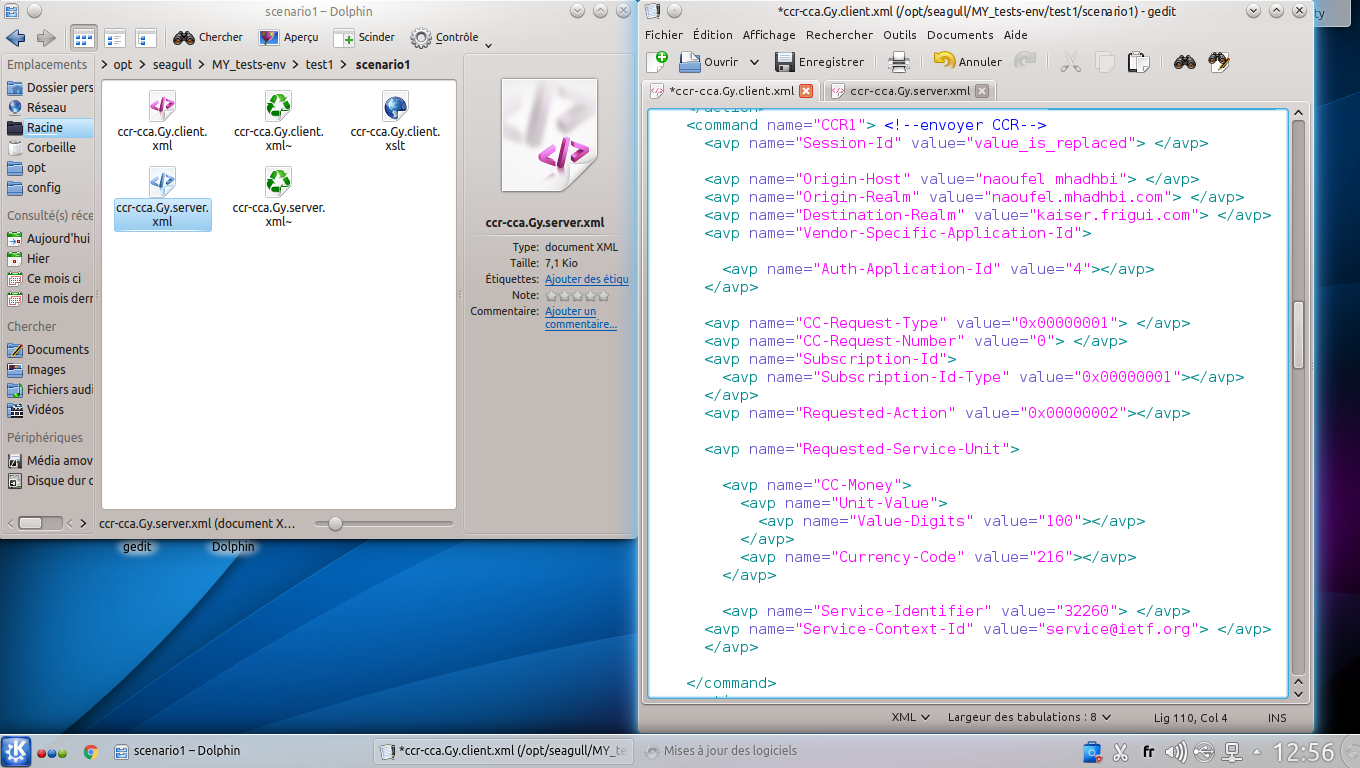 scenario1 – Dolphin
Chercher
Aperçu
Scinder
Contrôle
Emplacements
opt
seagull
MY_tests-env
test1
scenario1
Dossier pers
Réseau
Racine
Corbeille
opt
config
Consulté(s) réce
Aujourd'hui
Hier
Ce mois ci
Le mois derr
Chercher
Documents
Images
Fichiers audi
Vidéos
Périphériques
Média amov
Disque dur c
ccr-cca.Gy.client.
xml
ccr-cca.Gy.client.
xml~
ccr-cca.Gy.client.
xslt
ccr-cca.Gy.server.
xml
ccr-cca.Gy.server.
xml~
ccr-cca.Gy.server.xml
Type: document XML
Taille: 7,1 Kio
Étiquettes: Ajouter des étiqu
Note:
Commentaire: Ajouter un
commentaire...
ccr-cca.Gy.server.xml (document X...
gedit
Dolphin
*ccr-cca.Gy.client.xml (/opt/seagull/MY_tests-env/test1/scenario1) - gedit
ty
Fichier Édition Affichage Rechercher Outils Documents Aide
Ouvrir
Enregistrer
Annuler
*ccr-cca.Gy.client.xml
ccr-cca.Gy.server.xml
</action>
<command name="CCR1"> <!--envoyer CCR-->
<avp name="Session-Id" value="value_is_replaced"> </avp>
<avp name="Origin-Host" value="naoufel mhadhbi"> </avp>
<avp name="Origin-Realm" value="naoufel.mhadhbi.com"> </avp>
<avp name="Destination-Realm" value="kaiser.frigui.com"> </avp>
<avp name="Vendor-Specific-Application-Id">
<avp name="Auth-Application-Id" value="4"></avp>
</avp>
<avp name="CC-Request-Type" value="0x00000001"> </avp>
<avp name="CC-Request-Number" value="0"> </avp>
<avp name="Subscription-Id">
<avp name="Subscription-Id-Type" value="0x00000001"></avp>
</avp>
<avp name="Requested-Action" value="0x00000002"></avp>
<avp name="Requested-Service-Unit">
<avp name="CC-Money">
<avp name="Unit-Value">
<avp name="Value-Digits" value="100"></avp>
</avp>
<avp name="Currency-Code" value="216"></avp>
</avp>
<avp name="Service-Identifier" value="32260"> </avp>
<avp name="Service-Context-Id" value="service@ietf.org"> </avp>
</avp>
</command>
XML
Largeur des tabulations : 8
Lig 110, Col 4
INS
scenario1 – Dolphin
*ccr-cca.Gy.client.xml (/opt/seagull/MY_te
Mises à jour des logiciels
fr
12:56